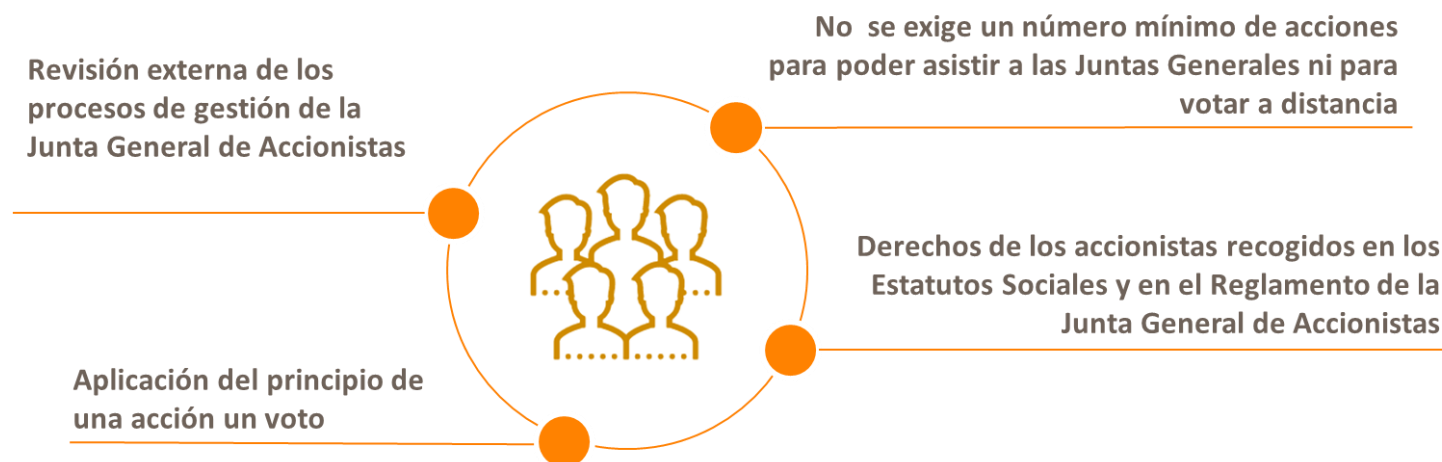 Revisión externa de los
procesos de gestión de la
Junta General de Accionistas
No se exige un número mínimo de acciones
para poder asistir a las Juntas Generales ni para
votar a distancia
Derechos de los accionistas recogidos en los
Estatutos Sociales y en el Reglamento de la
Junta General de Accionistas
Aplicación del principio de
una acción un voto